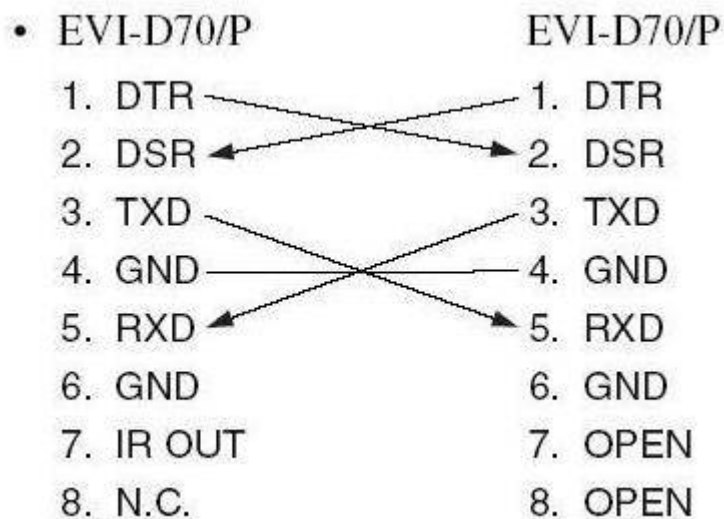 • EVI-D70/P EVI-D70/P
1. DTR 1. DTR
2. DSR 2. DSR
3. TXD 3. TXD
4. GND 4. GND
5. RXD 5. RXD
6. GND 6. GND
7. IR OUT 7. OPEN
8. N.C. 8. OPEN